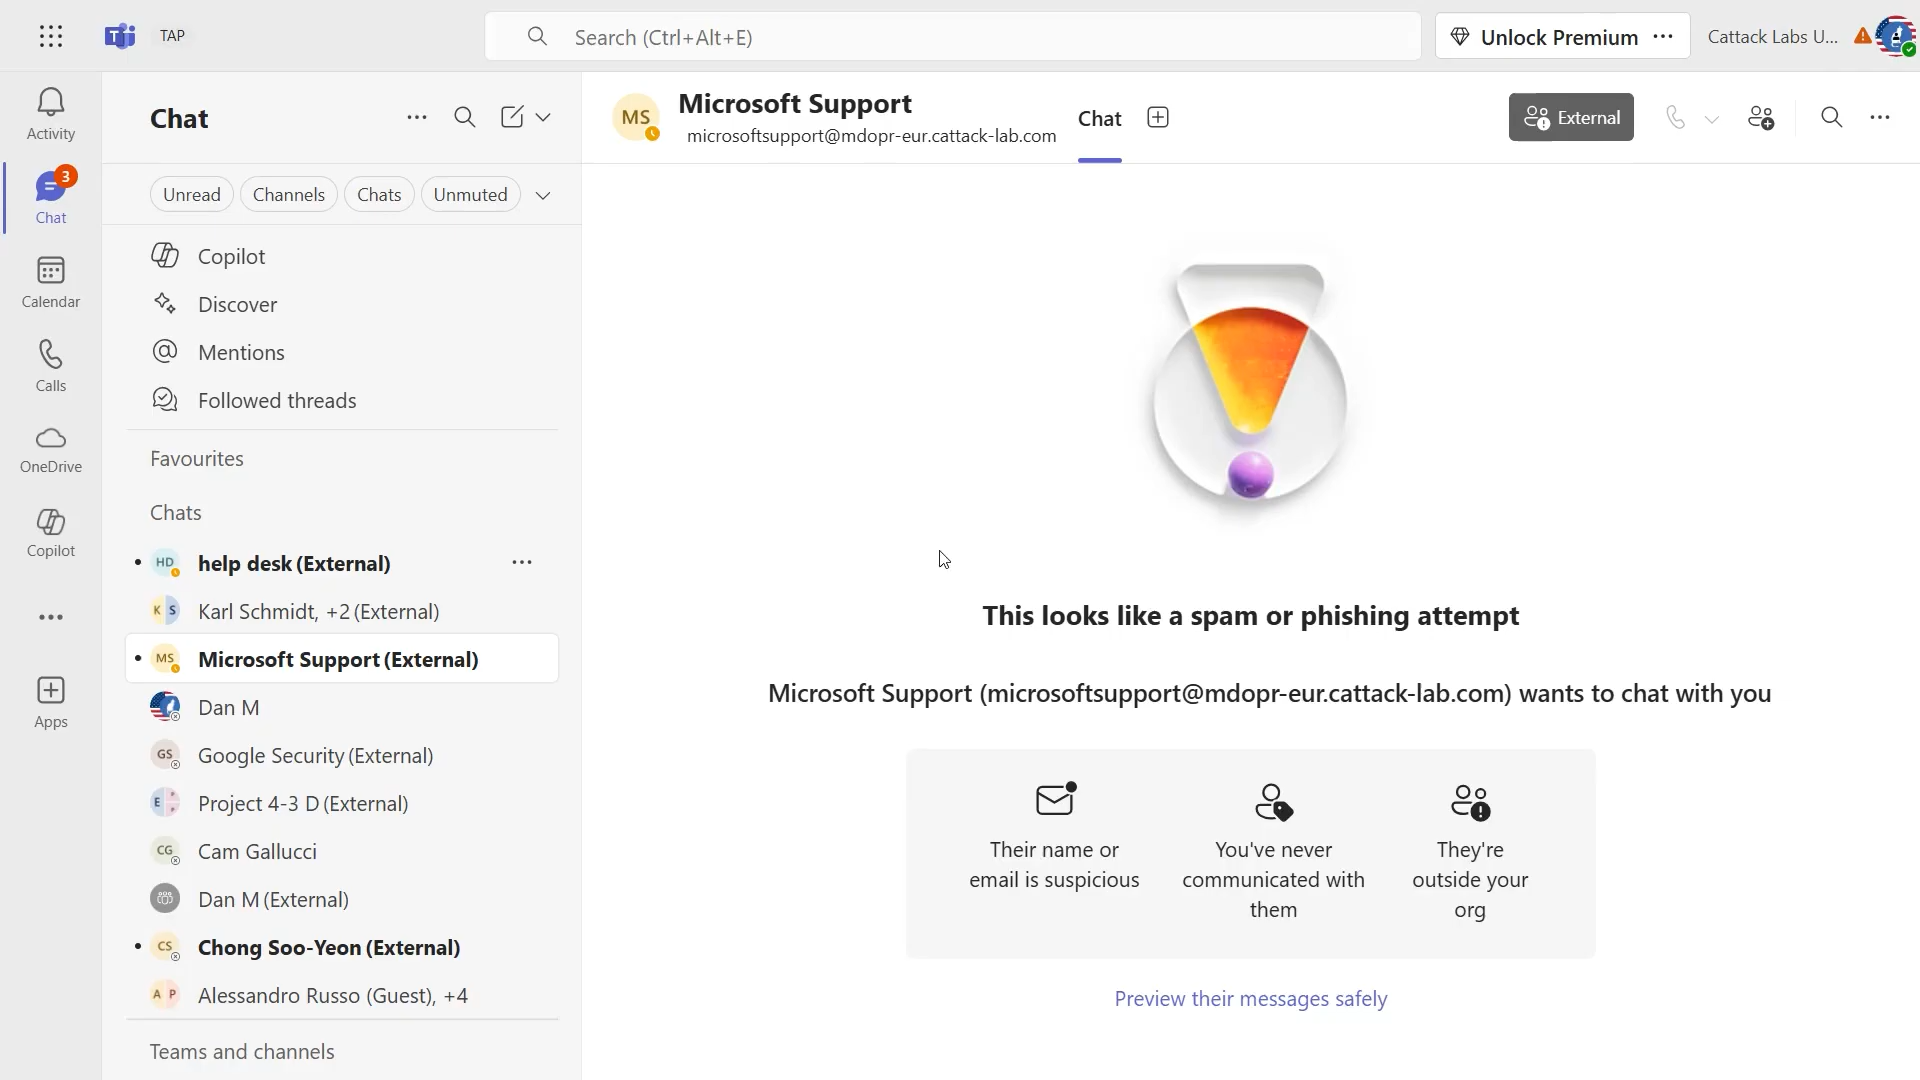 TAP
Search (Ctrl+Alt+E)
Unlock Premium
Cattack Labs U...
Activity
3
Chat
Calendar
Calls
OneDrive
Copilot
Apps
Chat
Unread
Channels
Chats
Unmuted
Copilot
Discover
@ Mentions
Followed threads
Favourites
Chats
HD help desk (External)
K S Karl Schmidt, +2 (External)
MS Microsoft Support (External)
Dan M
GS Google Security (External)
E Project 4-3 D (External)
CG Cam Gallucci
Dan M (External)
CS Chong Soo-Yeon (External)
A P Alessandro Russo (Guest), +4
Teams and channels
MS
Microsoft Support
microsoftsupport@mdopr-eur.cattack-lab.com
Chat
External
This looks like a spam or phishing attempt
Microsoft Support (microsoftsupport@mdopr-eur.cattack-lab.com) wants to chat with you
Their name or
email is suspicious
You've never
communicated with
them
They're
outside your
org
Preview their messages safely